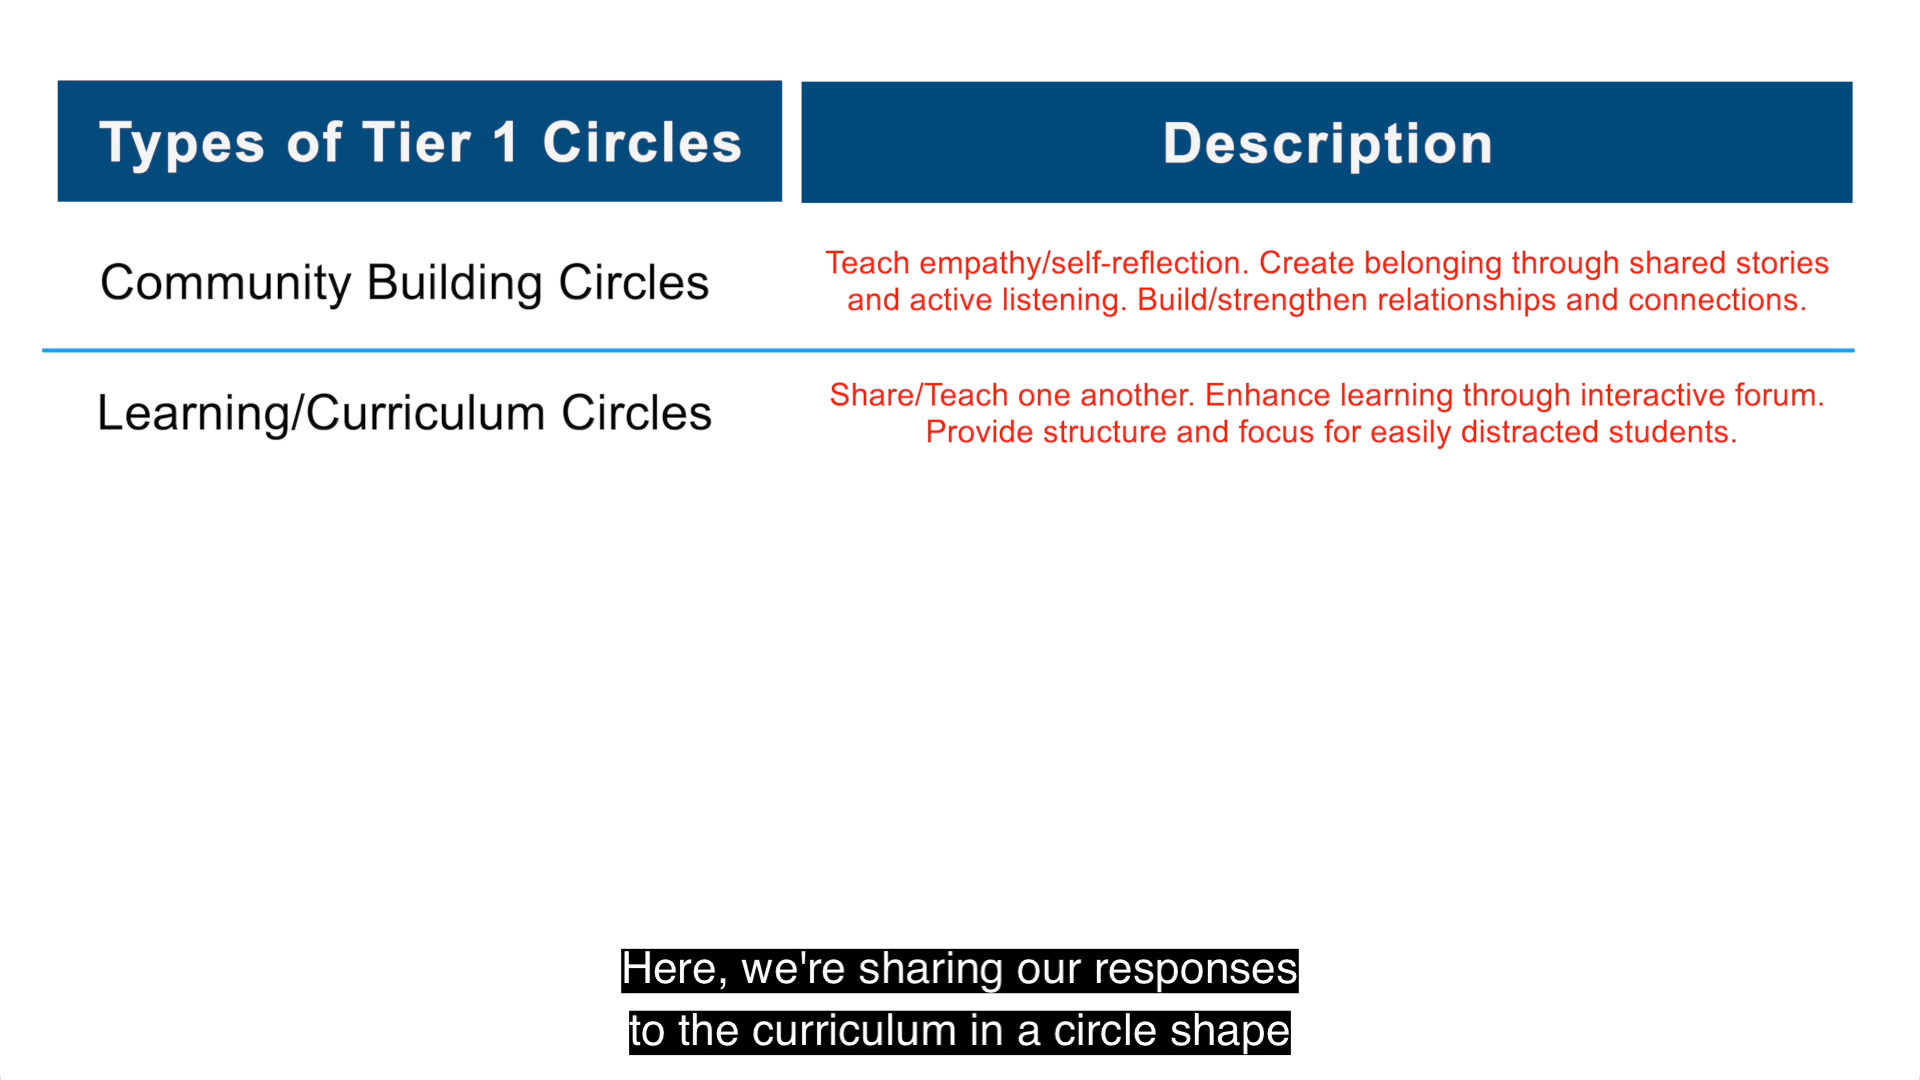 Types of Tier 1 Circles
Description
Community Building Circles
Teach empathy/self-reflection. Create belonging through shared stories
and active listening. Build/strengthen relationships and connections.
Learning/Curriculum Circles
Share/Teach one another. Enhance learning through interactive forum.
Provide structure and focus for easily distracted students.
Here, we're sharing our responses
to the curriculum in a circle shape